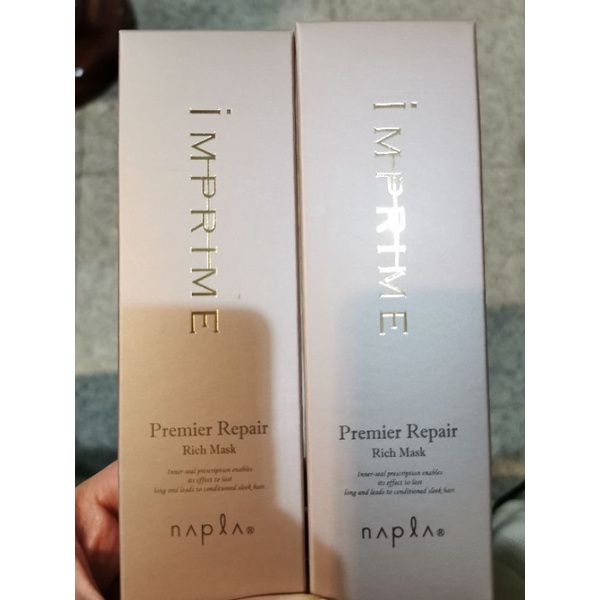 iMPRIME
Premier Repair
Rich Mask
Inner-seal prescription enables
its effect to last
long and leads to conditioned sleek hair.
napla®
iMPRIME
Premier Repair
Rich Mask
Inner-seal prescription enables
its effect to last
long and leads to conditioned sleek hair.
napla®